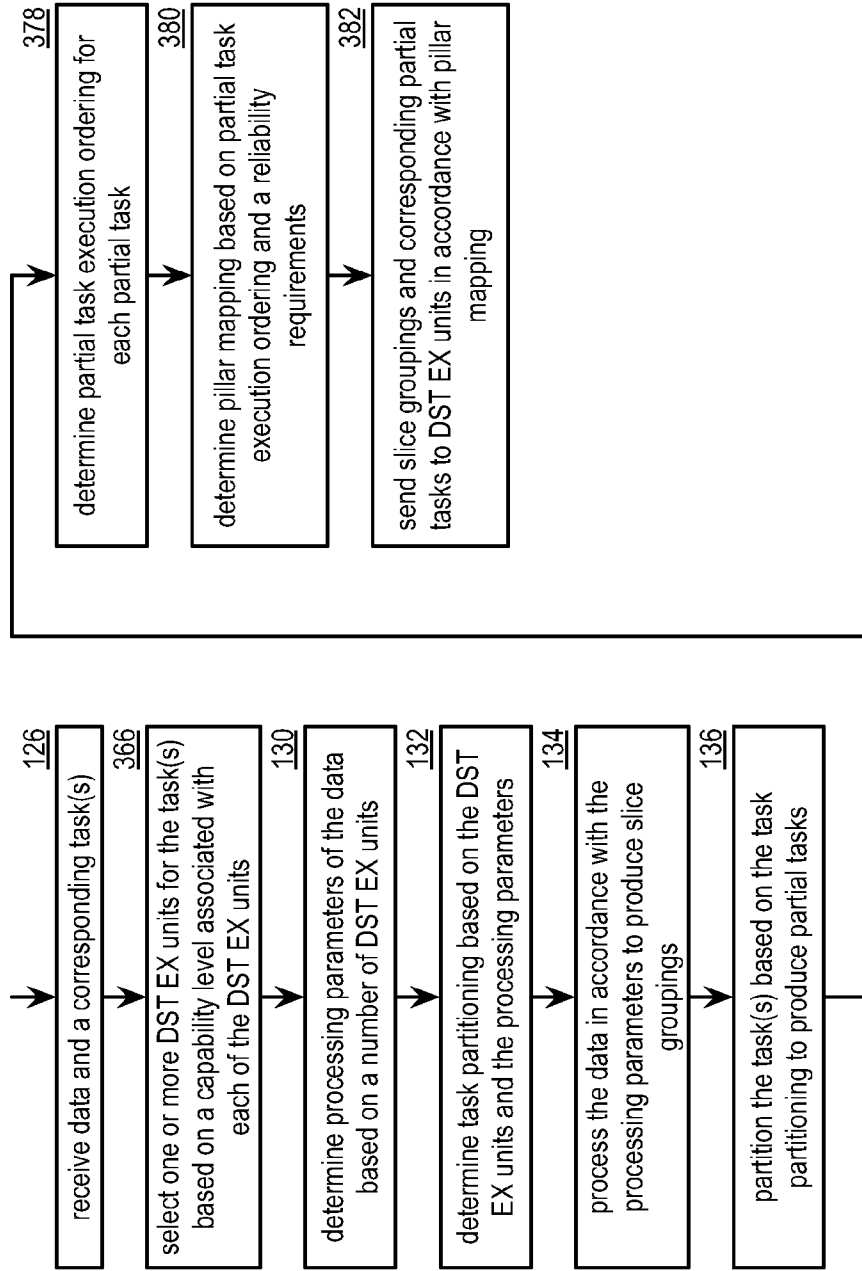 126
receive data and a corresponding task(s)
366
select one or more DST EX units for the task(s)
based on a capability level associated with
each of the DST EX units
130
determine processing parameters of the data
based on a number of DST EX units
132
determine task partitioning based on the DST
EX units and the processing parameters
134
process the data in accordance with the
processing parameters to produce slice
groupings
136
partition the task(s) based on the task
partitioning to produce partial tasks
378
determine partial task execution ordering for
each partial task
380
determine pillar mapping based on partial task
execution ordering and a reliability
requirements
382
send slice groupings and corresponding partial
tasks to DST EX units in accordance with pillar
mapping